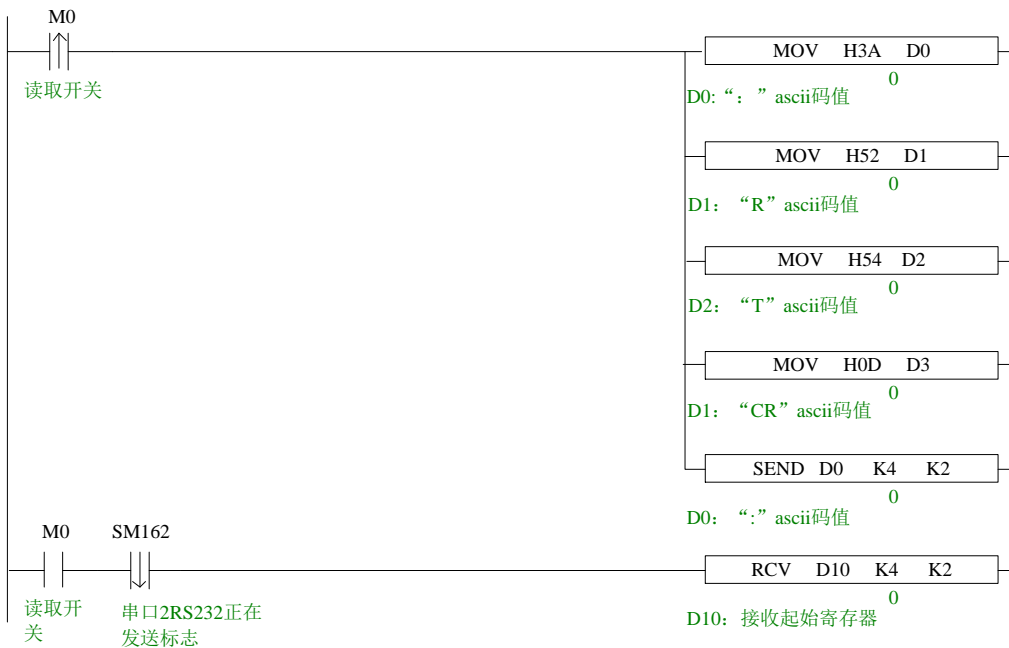 M0
读取开关
MOV H3A D0
0
D0:“：”ascii码值
MOV H52 D1
0
D1：“R”ascii码值
MOV H54 D2
0
D2：“T”ascii码值
MOV H0D D3
0
D1：“CR”ascii码值
SEND D0 K4 K2
0
D0：“:”ascii码值
M0 SM162
RCV D10 K4 K2
0
读取开
关
串口2RS232正在
发送标志
D10：接收起始寄存器